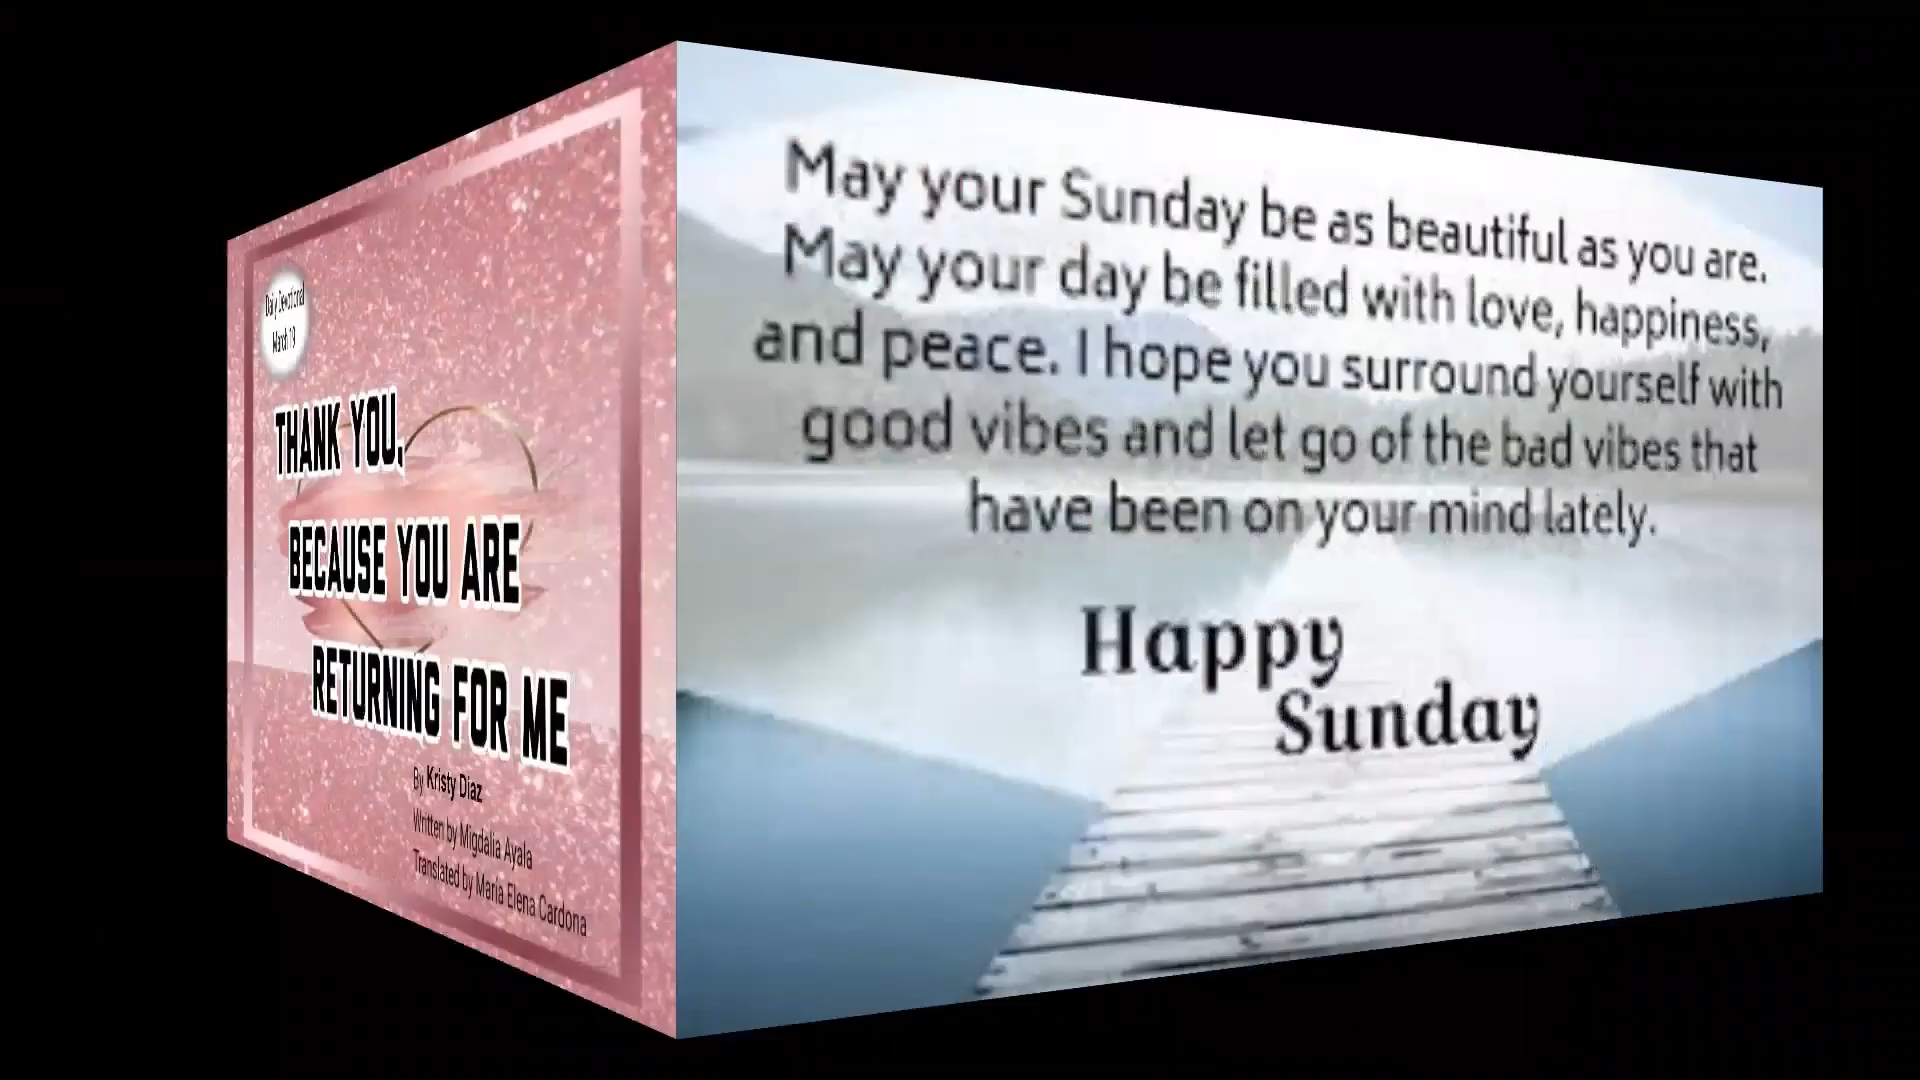 Daily Devotional
March 19
THANK YOU,
BECAUSE YOU ARE
RETURNING FOR ME
By Kristy Diaz
Written by Migdalia Ayala
Translated by Maria Elena Cardona
May your Sunday be as beautiful as you are.
May your day be filled with love, happiness,
and peace. I hope you surround yourself with
good vibes and let go of the bad vibes that
have been on your mind lately.
Happy
Sunday